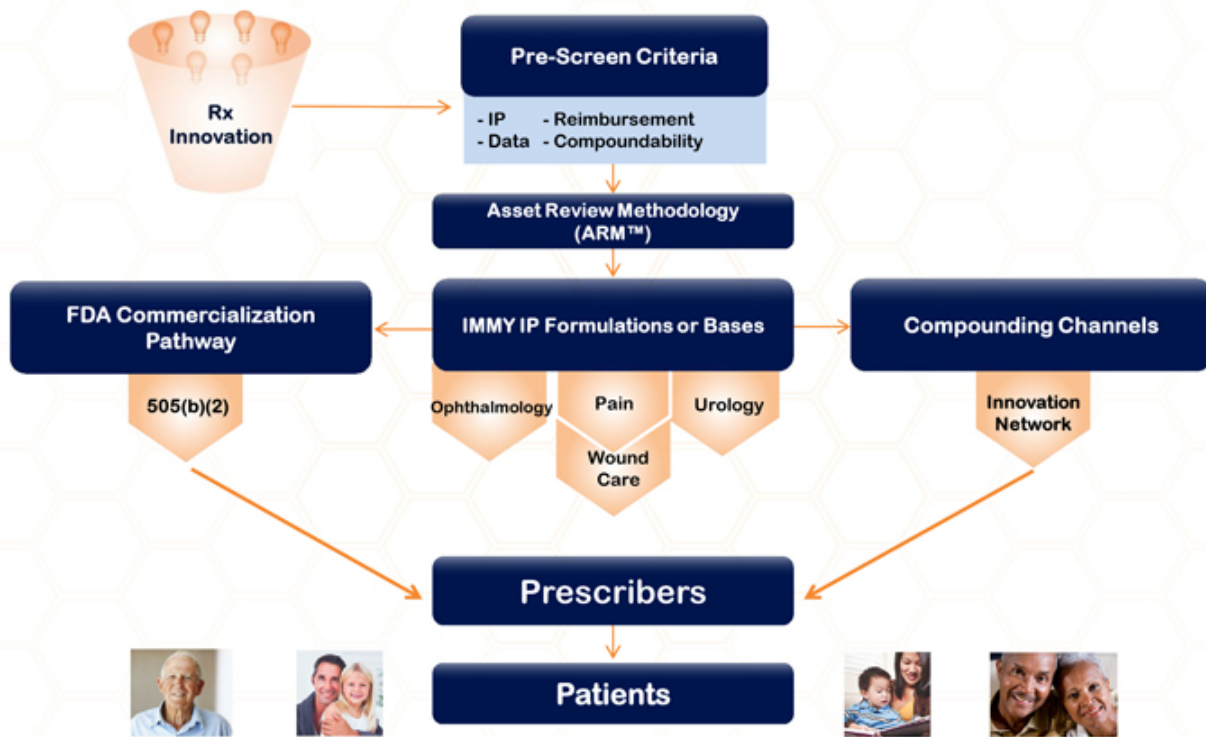 Rx
Innovation
Pre-Screen Criteria
- IP - Reimbursement
- Data - Compoundability
Asset Review Methodology
(ARM™)
FDA Commercialization
Pathway
505(b)(2)
IMMY IP Formulations or Bases
Ophthalmology
Pain
Urology
Wound
Care
Compounding Channels
Innovation
Network
Prescribers
Patients